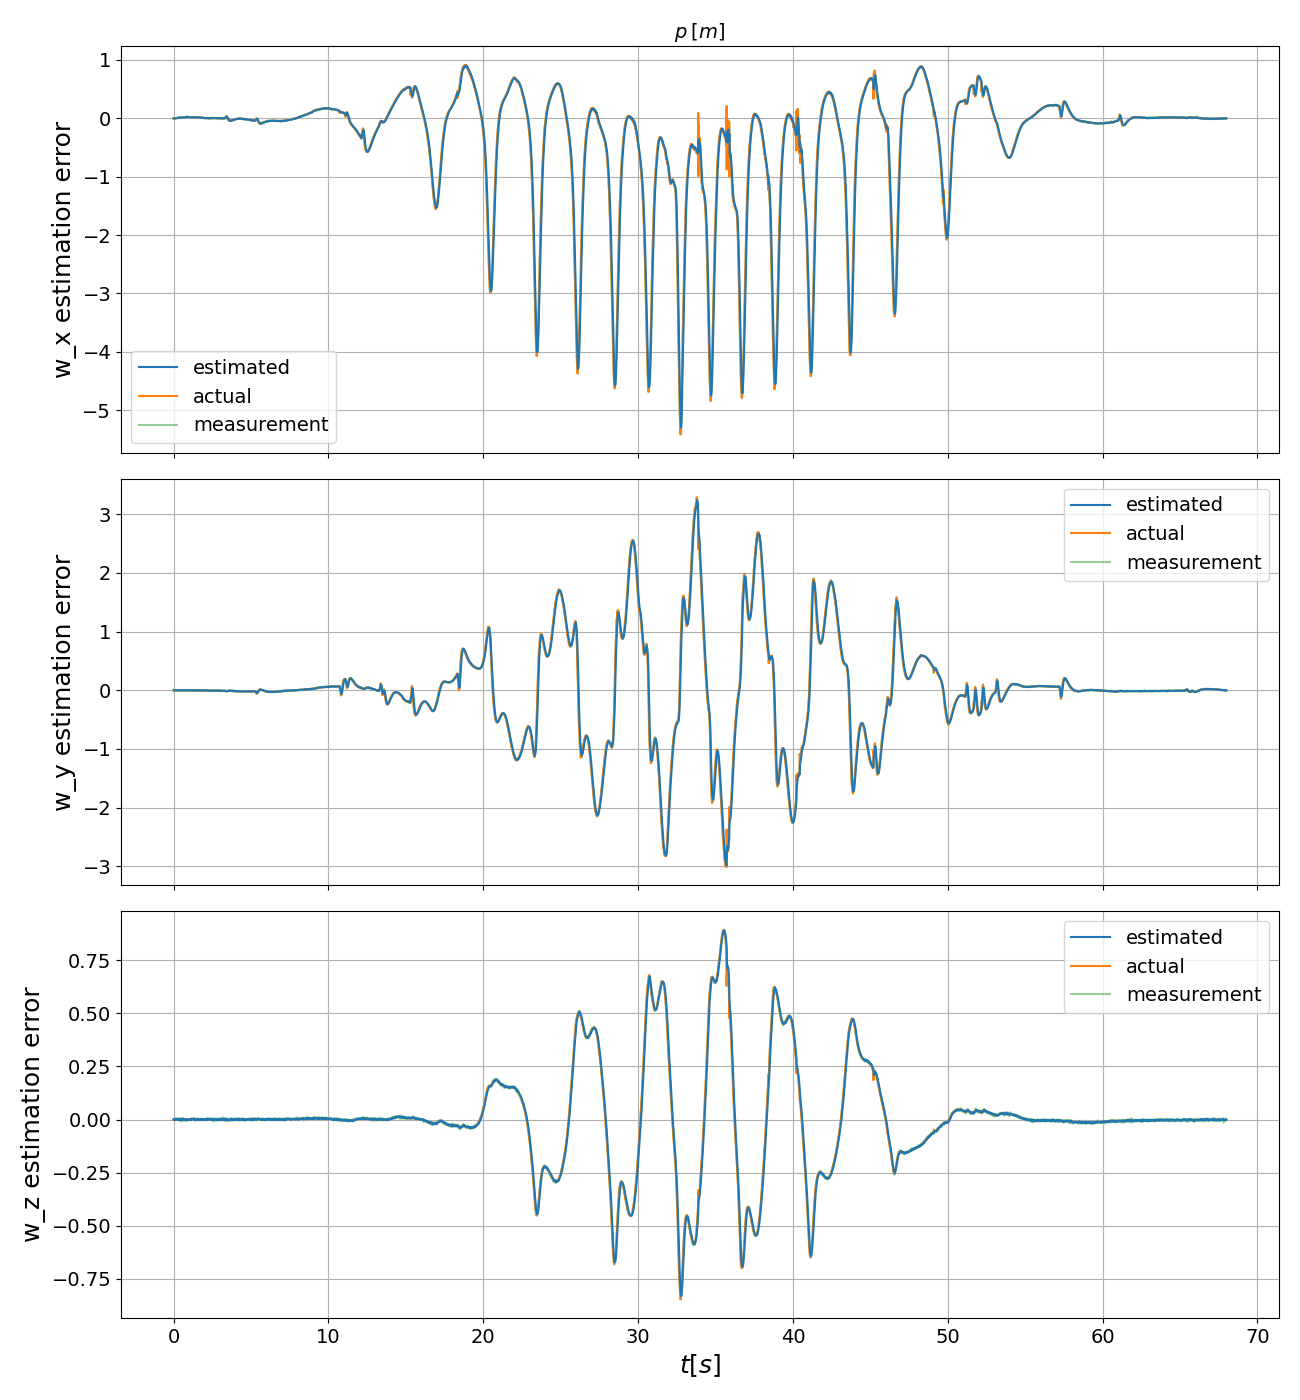 p [m]
1
0
−1
−2
−3
−4
−5
w_x estimation error
estimated
actual
measurement
3
2
1
0
−1
−2
−3
w_y estimation error
estimated
actual
measurement
0.75
0.50
0.25
0.00
−0.25
−0.50
−0.75
w_z estimation error
estimated
actual
measurement
0 10 20 30 40 50 60 70
t[s]